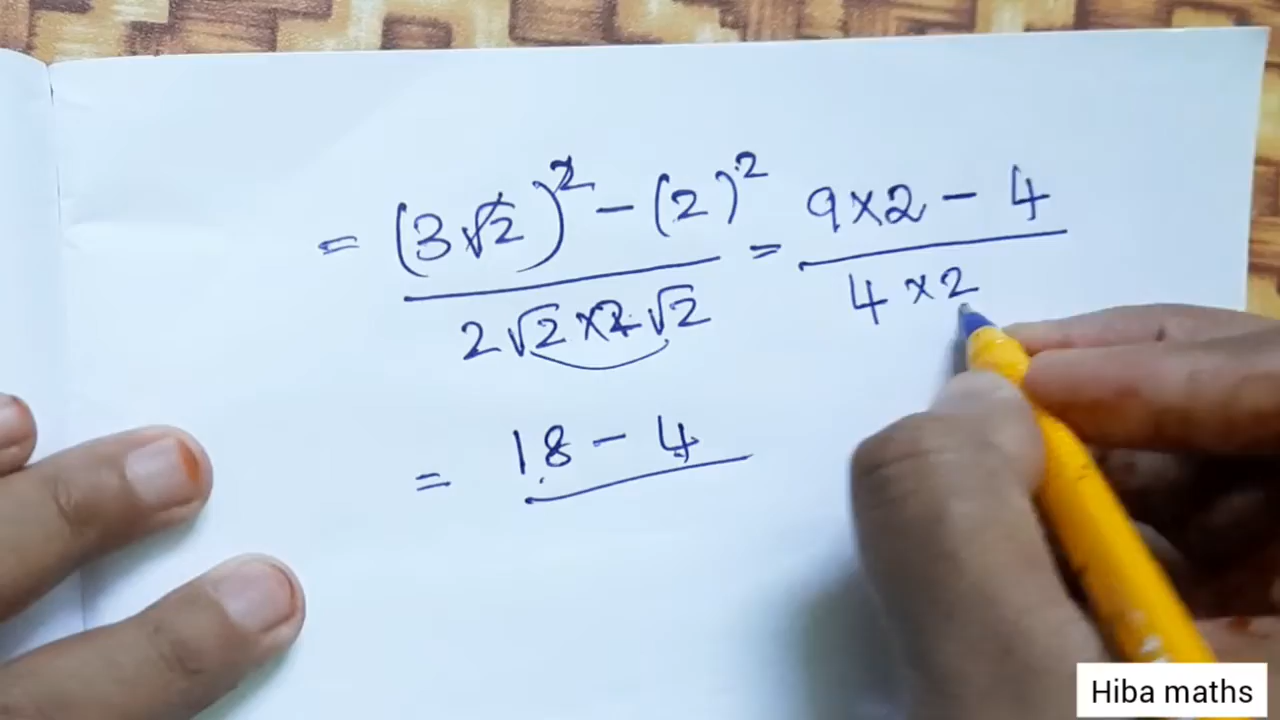 = (3√2)² − (2)² / 2√2 × 2√2 = 9×2 − 4 / 4 × 2
= 18 − 4
Hiba maths